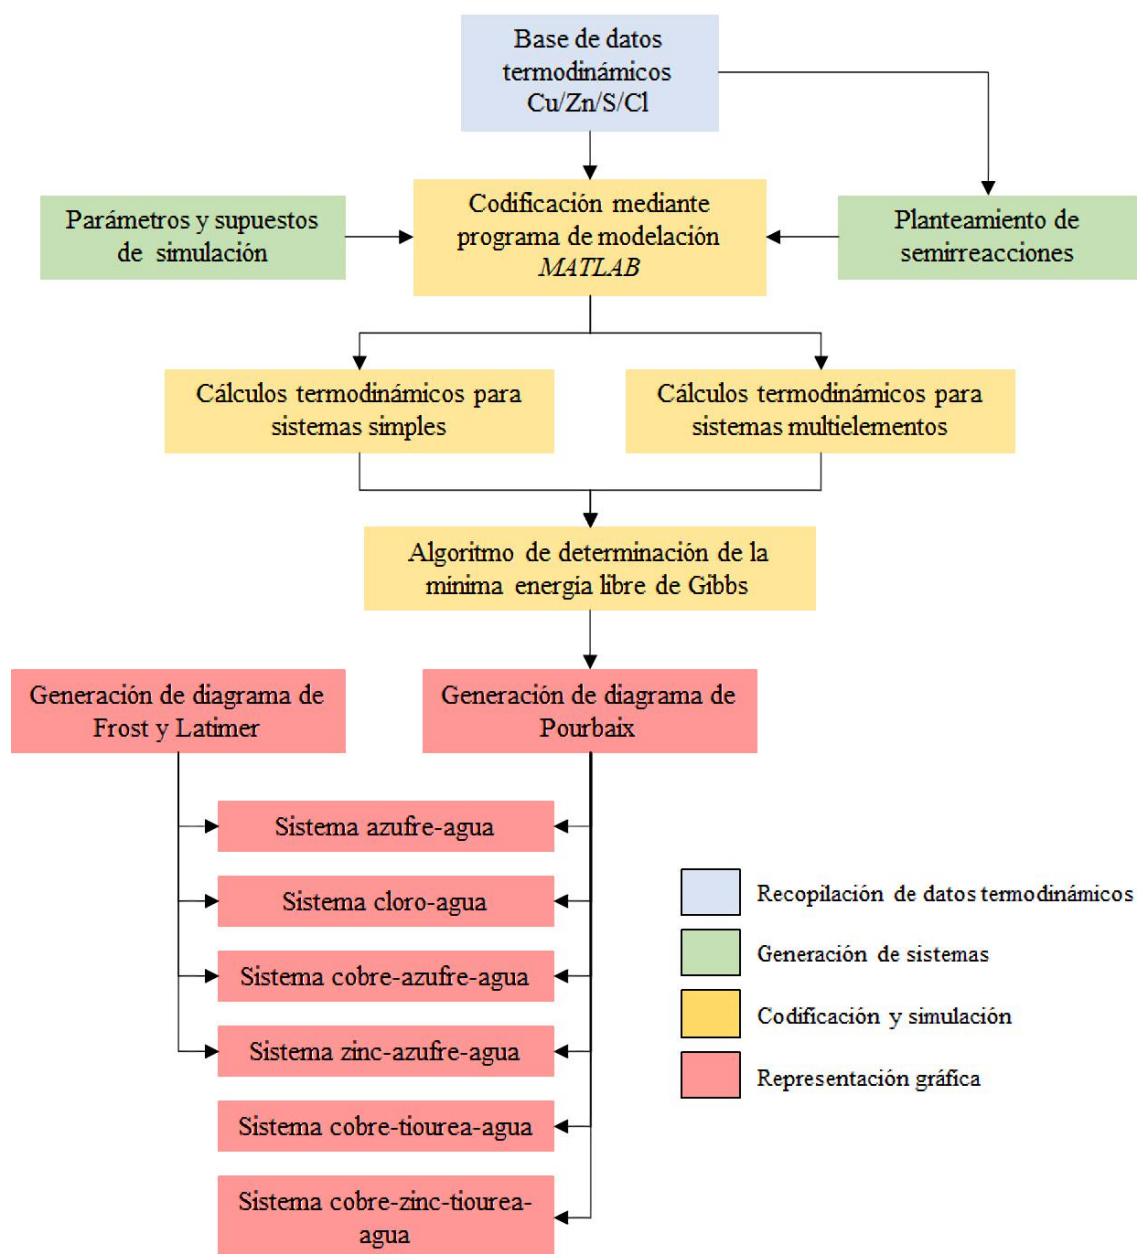 Base de datos
termodinámicos
Cu/Zn/S/Cl
Parámetros y supuestos
de simulación
Codificación mediante
programa de modelación
MATLAB
Planteamiento de
semirreacciones
Cálculos termodinámicos para
sistemas simples
Cálculos termodinámicos para
sistemas multielementos
Algoritmo de determinación de la
mínima energía libre de Gibbs
Generación de diagrama de
Frost y Latimer
Generación de diagrama de
Pourbaix
Sistema azufre-agua
Sistema cloro-agua
Sistema cobre-azufre-agua
Sistema zinc-azufre-agua
Sistema cobre-tiourea-agua
Sistema cobre-zinc-tiourea-
agua
Recopilación de datos termodinámicos
Generación de sistemas
Codificación y simulación
Representación gráfica